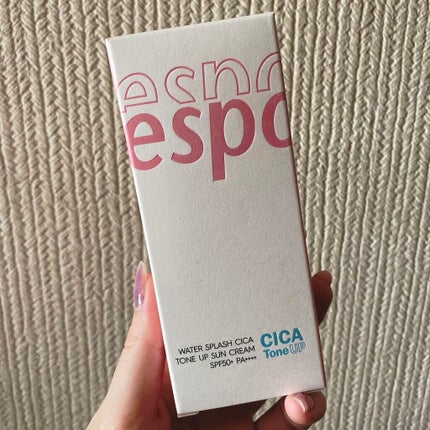 espo
WATER SPLASH CICA
TONE UP SUN CREAM
SPF50+ PA++++
CICA
Tone UP